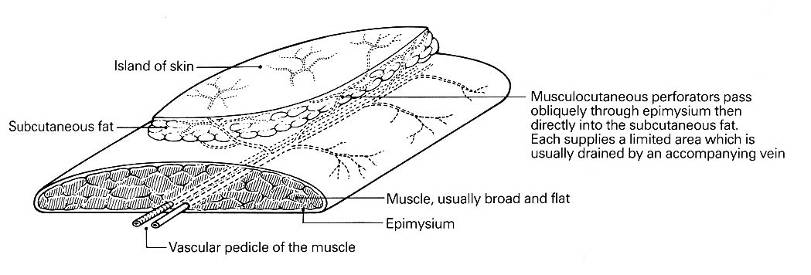 Island of skin
Subcutaneous fat
Musculocutaneous perforators pass
obliquely through epimysium then
directly into the subcutaneous fat.
Each supplies a limited area which is
usually drained by an accompanying vein
Muscle, usually broad and flat
Epimysium
Vascular pedicle of the muscle